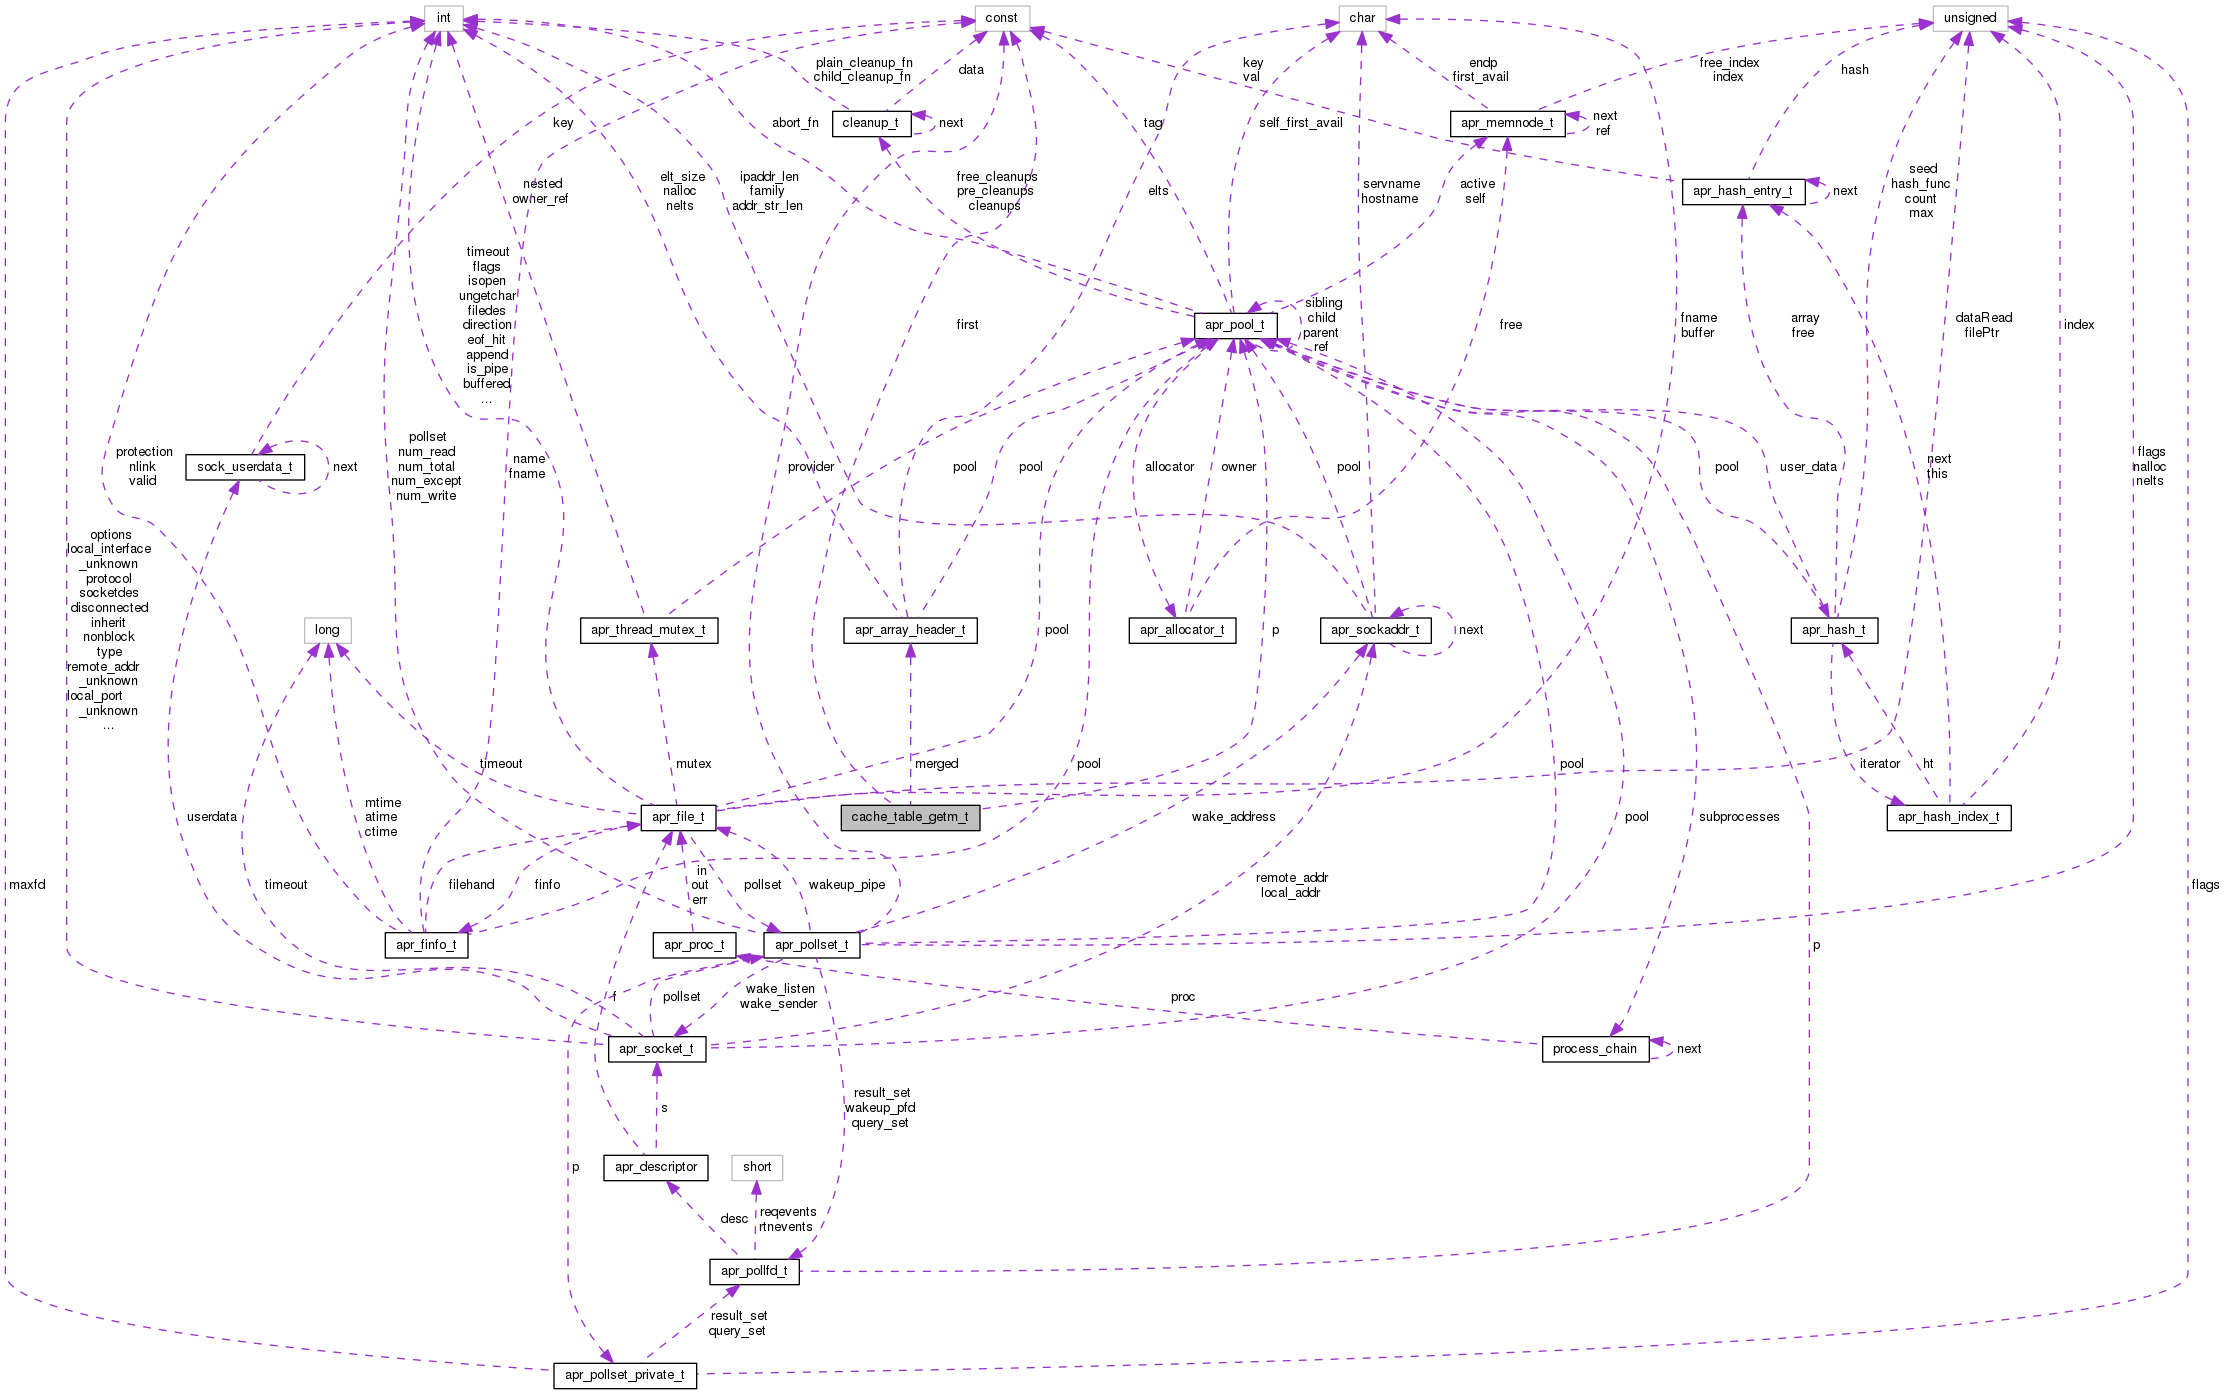 int
const
char
unsigned
plain_cleanup_fn
child_cleanup_fn
data
key
val
endp
first_avail
free_index
index
hash
key
abort_fn
cleanup_t
next
tag
self_first_avail
apr_memnode_t
next
ref
nested
owner_ref
elt_size
nalloc
nelts
ipaddr_len
family
addr_str_len
free_cleanups
pre_cleanups
cleanups
elts
servname
hostname
active
self
apr_hash_entry_t
next
seed
hash_func
count
max
timeout
flags
isopen
ungetchar
filedes
direction
eof_hit
append
is_pipe
buffered
...
first
apr_pool_t
sibling
child
parent
ref
free
fname
buffer
array
free
dataRead
filePtr
index
protection
nlink
valid
sock_userdata_t
next
pollset
num_read
num_total
num_except
num_write
name
fname
provider
pool
pool
allocator
owner
pool
pool
user_data
next
this
flags
nalloc
nelts
options
local_interface
_unknown
protocol
socketdes
disconnected
inherit
nonblock
type
remote_addr
_unknown
local_port
_unknown
...
long
apr_thread_mutex_t
apr_array_header_t
pool
apr_allocator_t
p
apr_sockaddr_t
next
apr_hash_t
userdata
mtime
atime
ctime
timeout
mutex
apr_file_t
merged
cache_table_getm_t
pool
wake_address
pool
pool
subprocesses
iterator
ht
apr_hash_index_t
maxfd
timeout
filehand
finfo
in
out
err
pollset
wakeup_pipe
remote_addr
local_addr
flags
apr_finfo_t
apr_proc_t
apr_pollset_t
p
f
pollset
wake_listen
wake_sender
proc
apr_socket_t
process_chain
next
s
result_set
wakeup_pfd
query_set
p
apr_descriptor
short
desc
reqevents
rtnevents
apr_pollfd_t
result_set
query_set
apr_pollset_private_t